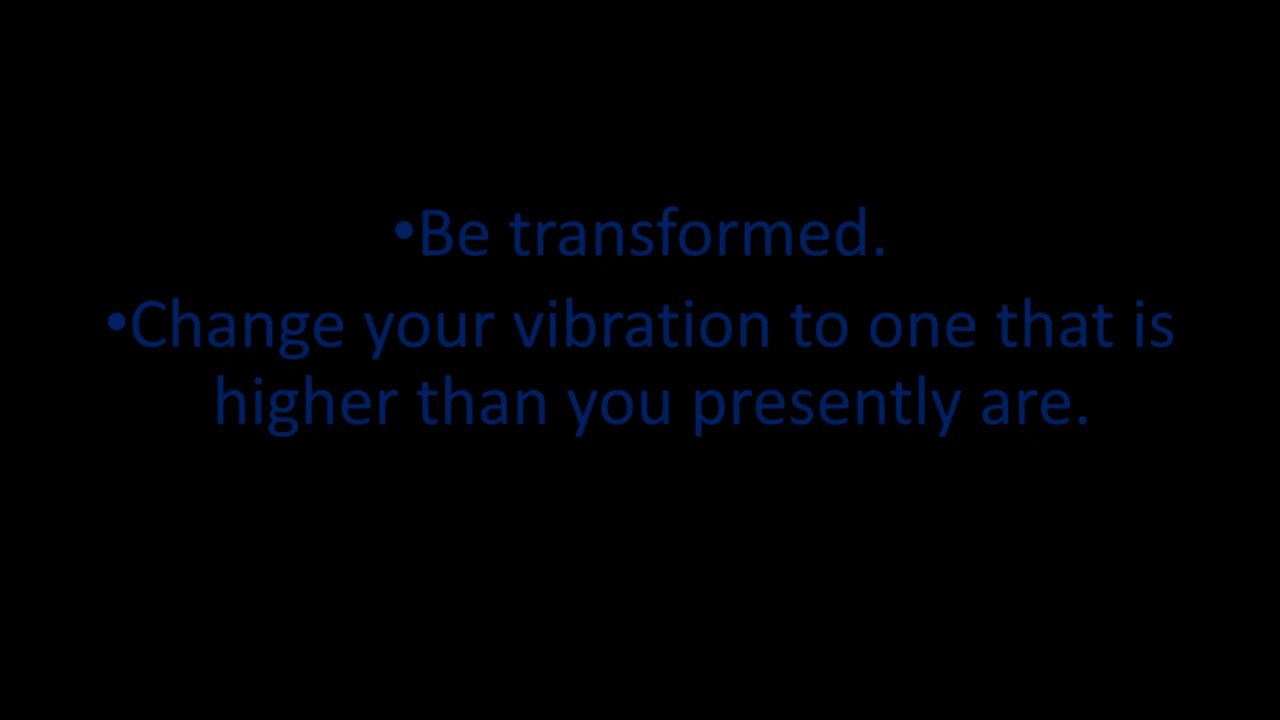 •Be transformed.
•Change your vibration to one that is
higher than you presently are.